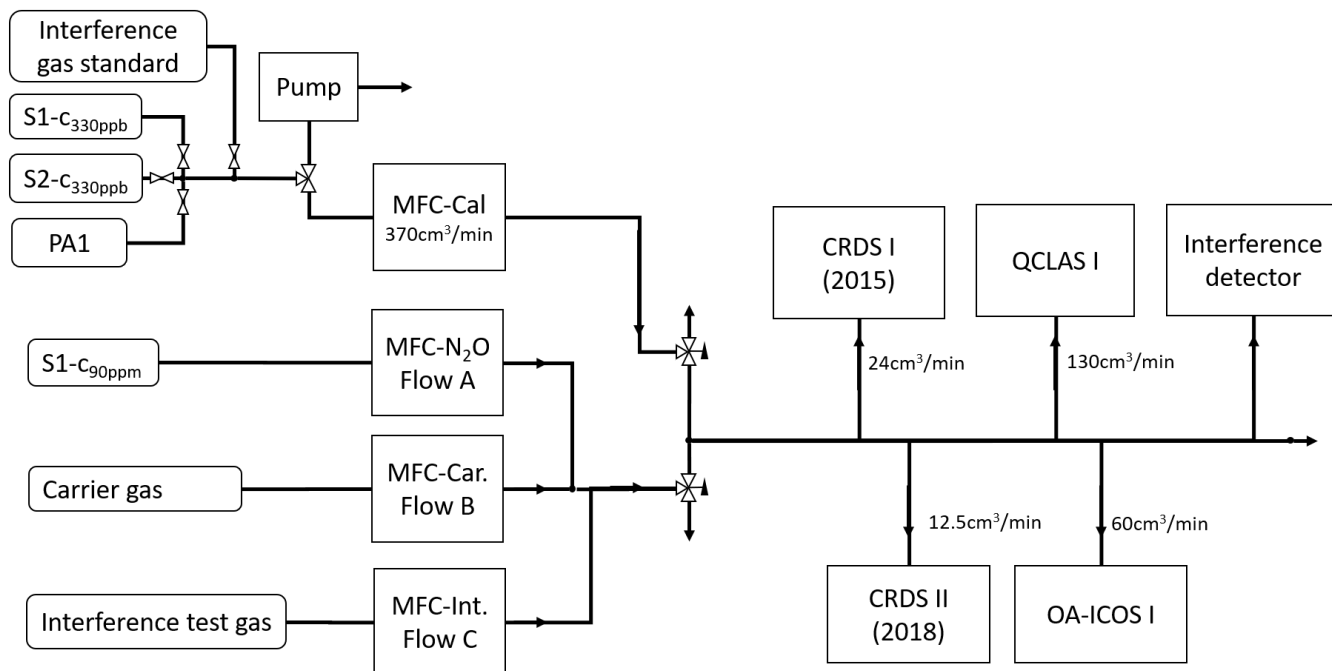 Interference
gas standard
Pump
S1-c330ppb
S2-c330ppb
PA1
MFC-Cal
370cm³/min
CRDS I
(2015)
QCLAS I
Interference
detector
24cm³/min
130cm³/min
S1-c90ppm
MFC-N₂O
Flow A
Carrier gas
MFC-Car.
Flow B
Interference test gas
MFC-Int.
Flow C
12.5cm³/min
60cm³/min
CRDS II
(2018)
OA-ICOS I